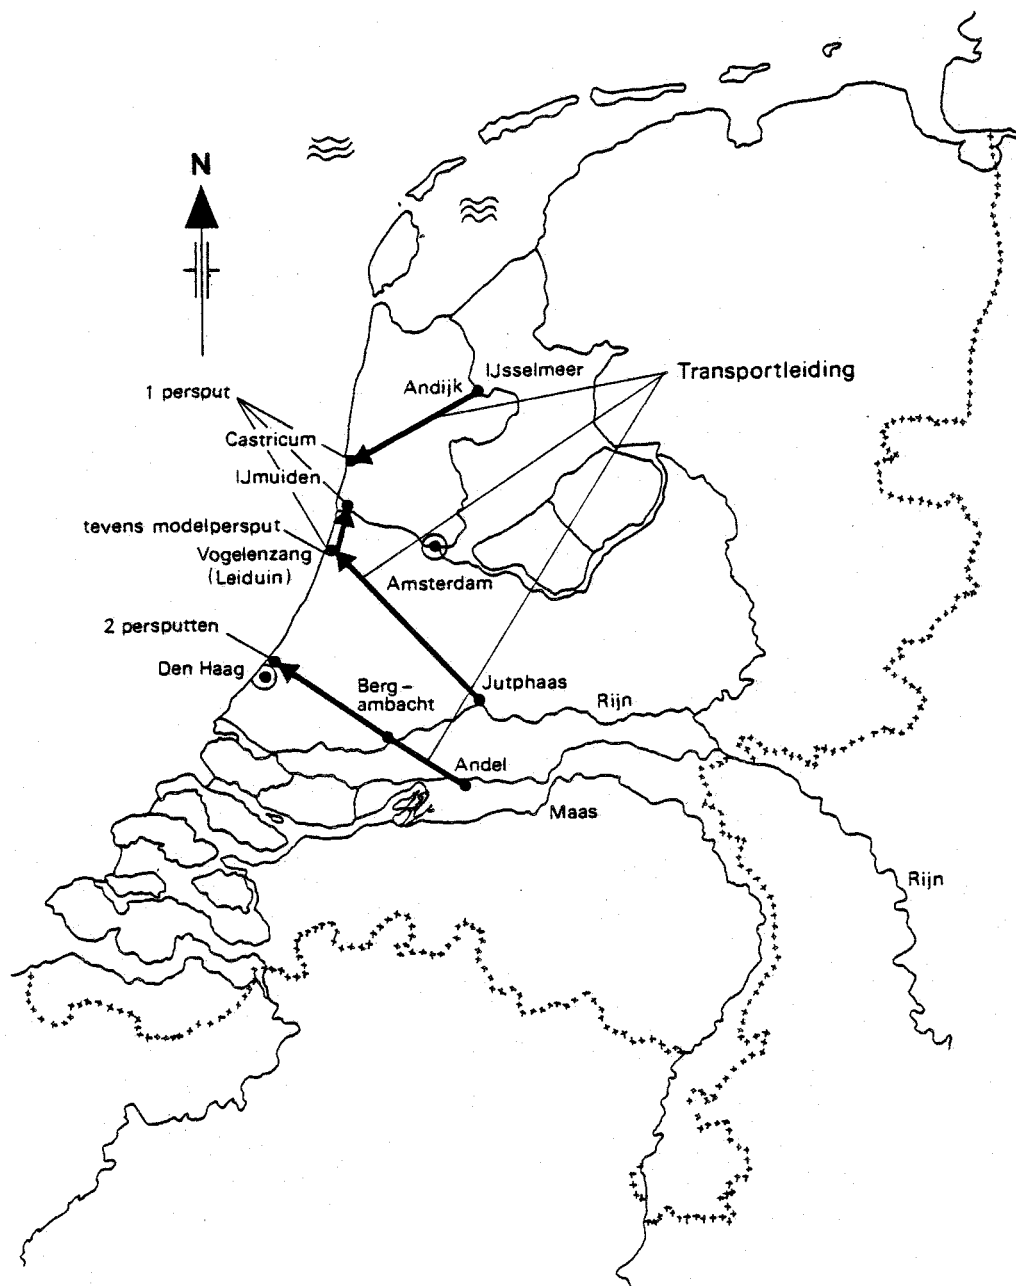 N
IJsselmeer
Andijk
Transportleiding
1 persput
Castricum
IJmuiden
tevens modelpersput
Vogelenzang
(Leiduin)
Amsterdam
2 persputten
Den Haag
Berg-
ambacht
Jutphaas
Rijn
Andel
Maas
Rijn